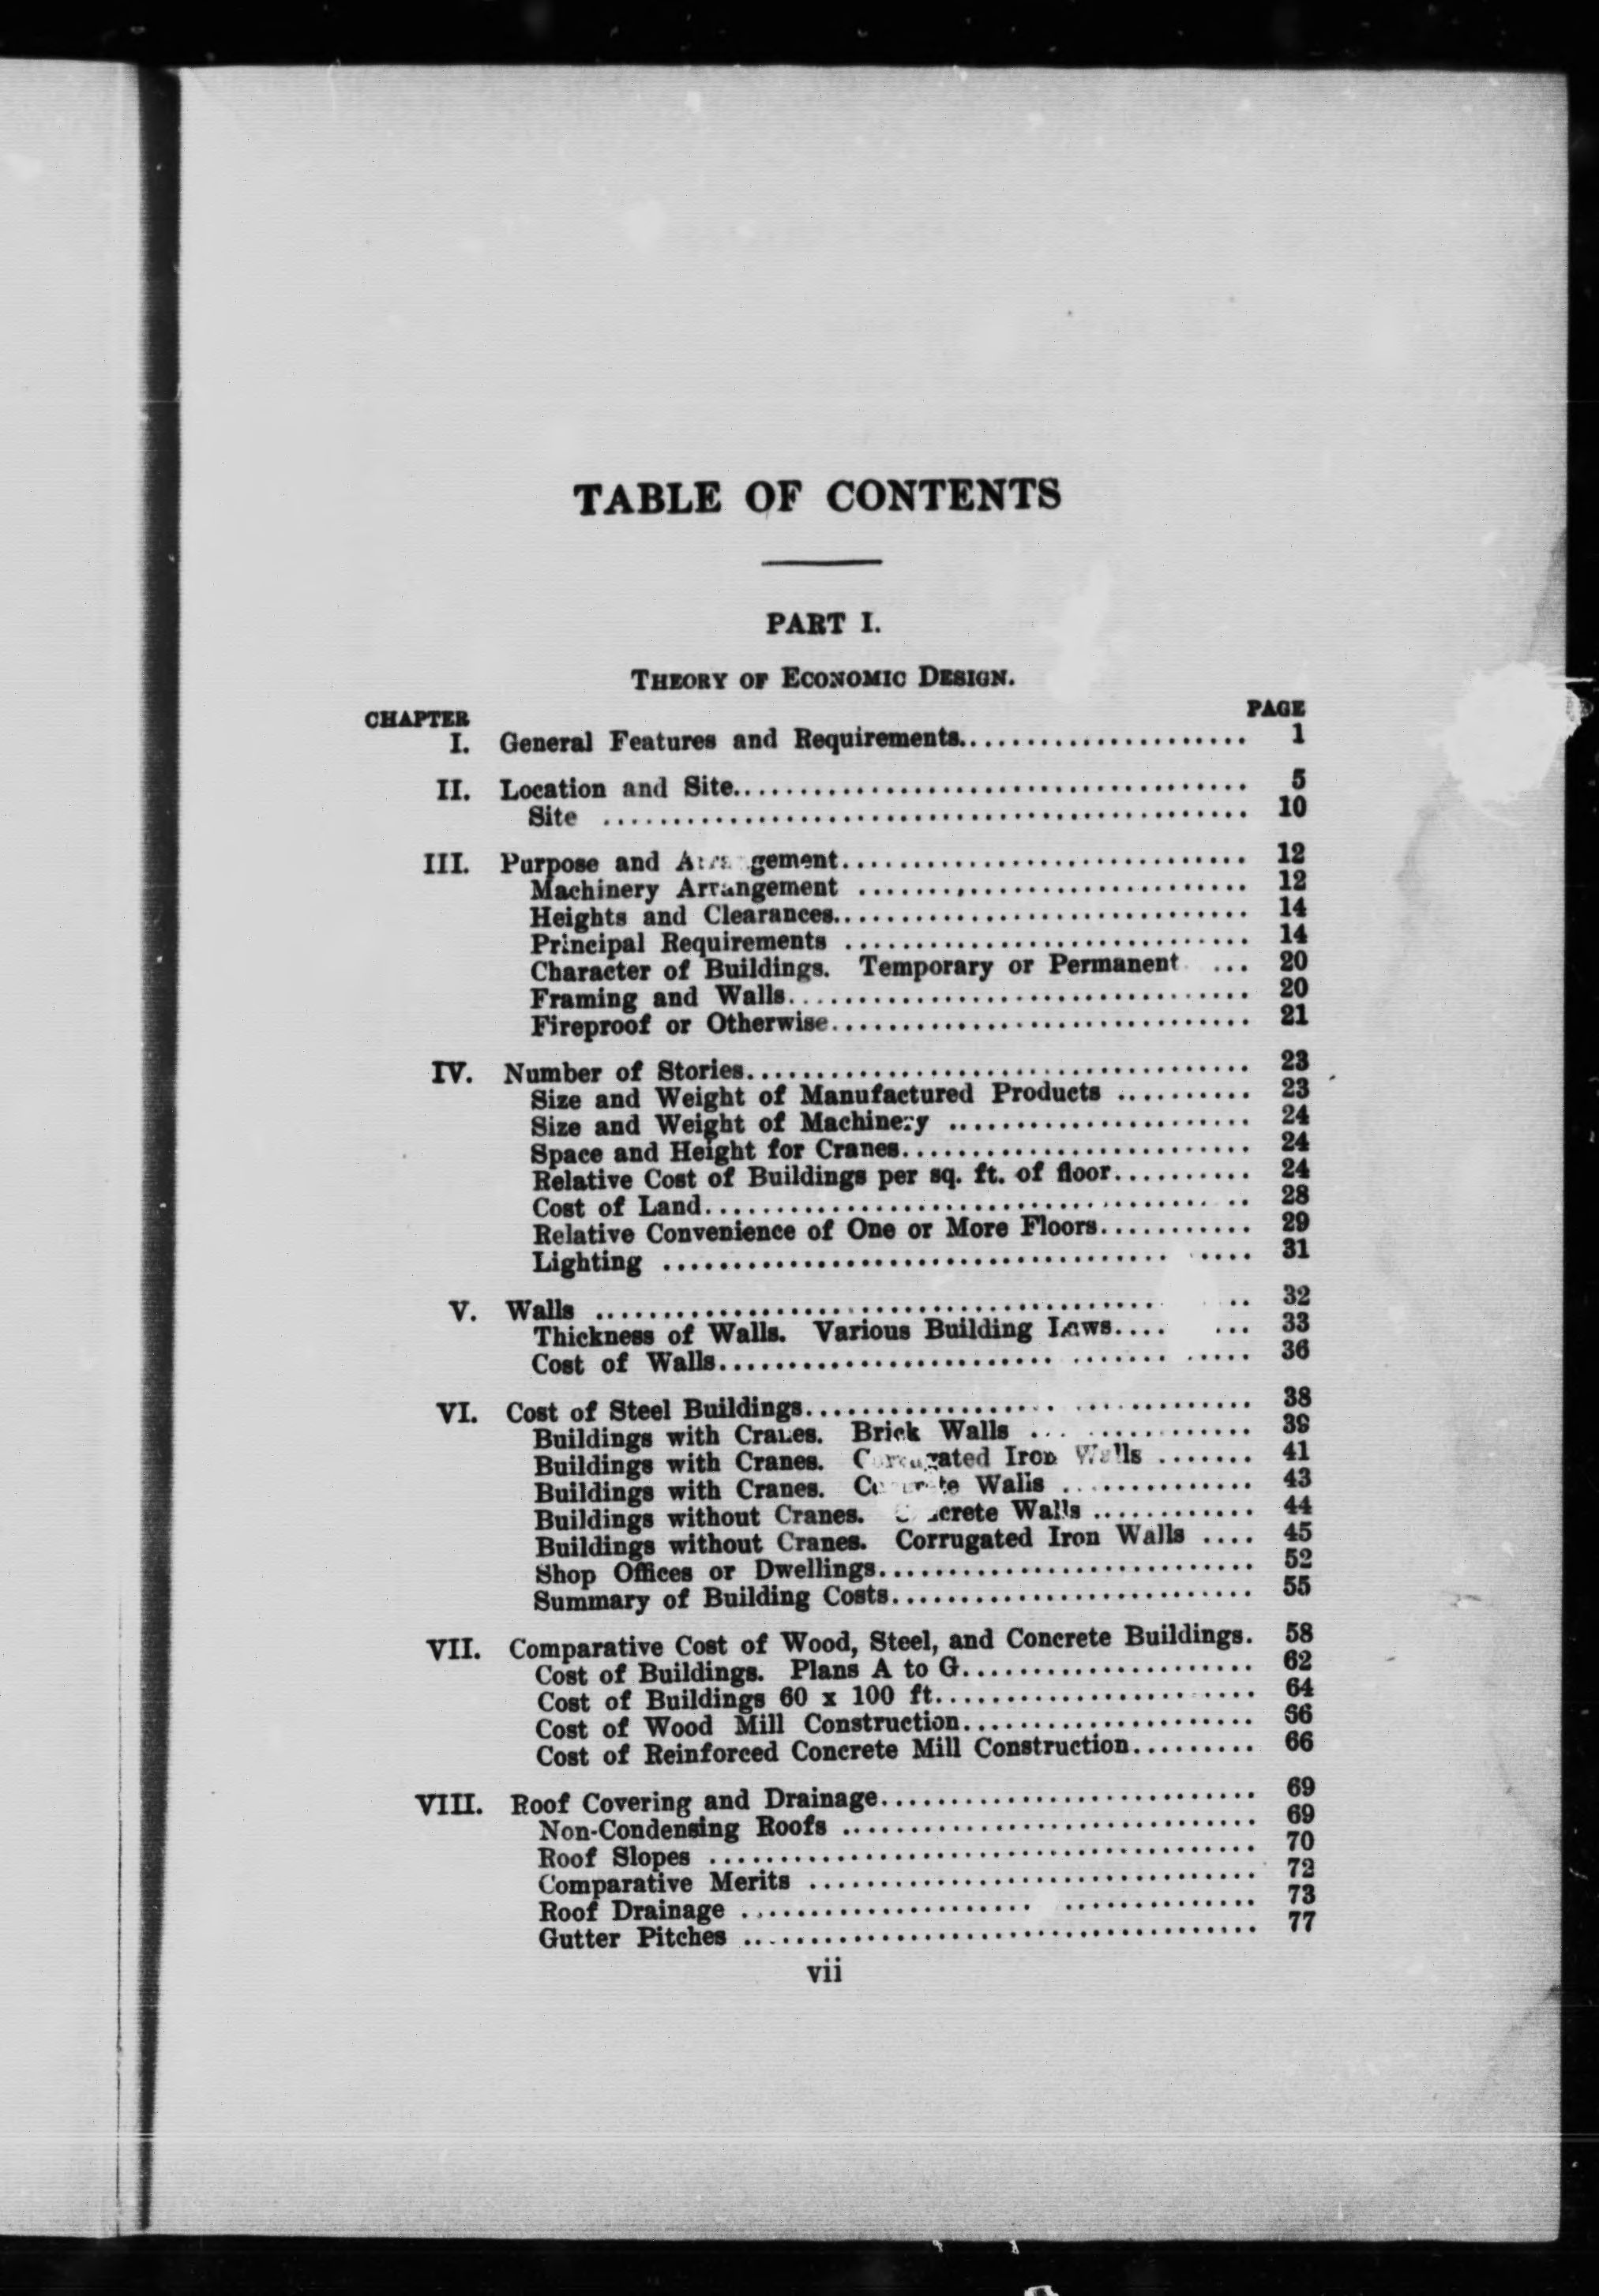 TABLE OF CONTENTS
PART I.
THEORY OF ECONOMIC DESIGN.
CHAPTER PAGE
I. General Features and Requirements.................... 1
II. Location and Site.................................... 5
Site .............................................. 10
III. Purpose and Arrangement............................. 12
Machinery Arrangement ............................ 12
Heights and Clearances.............................. 14
Principal Requirements ............................. 14
Character of Buildings. Temporary or Permanent ... 20
Framing and Walls................................. 20
Fireproof or Otherwise.............................. 21
IV. Number of Stories.................................... 23
Size and Weight of Manufactured Products .......... 23
Size and Weight of Machinery ...................... 24
Space and Height for Cranes......................... 24
Relative Cost of Buildings per sq. ft. of floor.......... 24
Cost of Land....................................... 28
Relative Convenience of One or More Floors........... 29
Lighting .......................................... 31
V. Walls ............................................... 32
Thickness of Walls. Various Building Laws.... ... 33
Cost of Walls...................................... 36
VI. Cost of Steel Buildings................................ 38
Buildings with Cranes. Brick Walls ................ 39
Buildings with Cranes. Corrugated Iron Walls ....... 41
Buildings with Cranes. Concrete Walls .............. 43
Buildings without Cranes. Concrete Walls ............ 44
Buildings without Cranes. Corrugated Iron Walls .... 45
Shop Offices or Dwellings........................... 52
Summary of Building Costs.......................... 55
VII. Comparative Cost of Wood, Steel, and Concrete Buildings. 58
Cost of Buildings. Plans A to G..................... 62
Cost of Buildings 60 x 100 ft....................... 64
Cost of Wood Mill Construction..................... 66
Cost of Reinforced Concrete Mill Construction......... 66
VIII. Roof Covering and Drainage........................... 69
Non-Condensing Roofs .............................. 69
Roof Slopes ....................................... 70
Comparative Merits ................................ 72
Roof Drainage ..................................... 73
Gutter Pitches ..................................... 77
vii